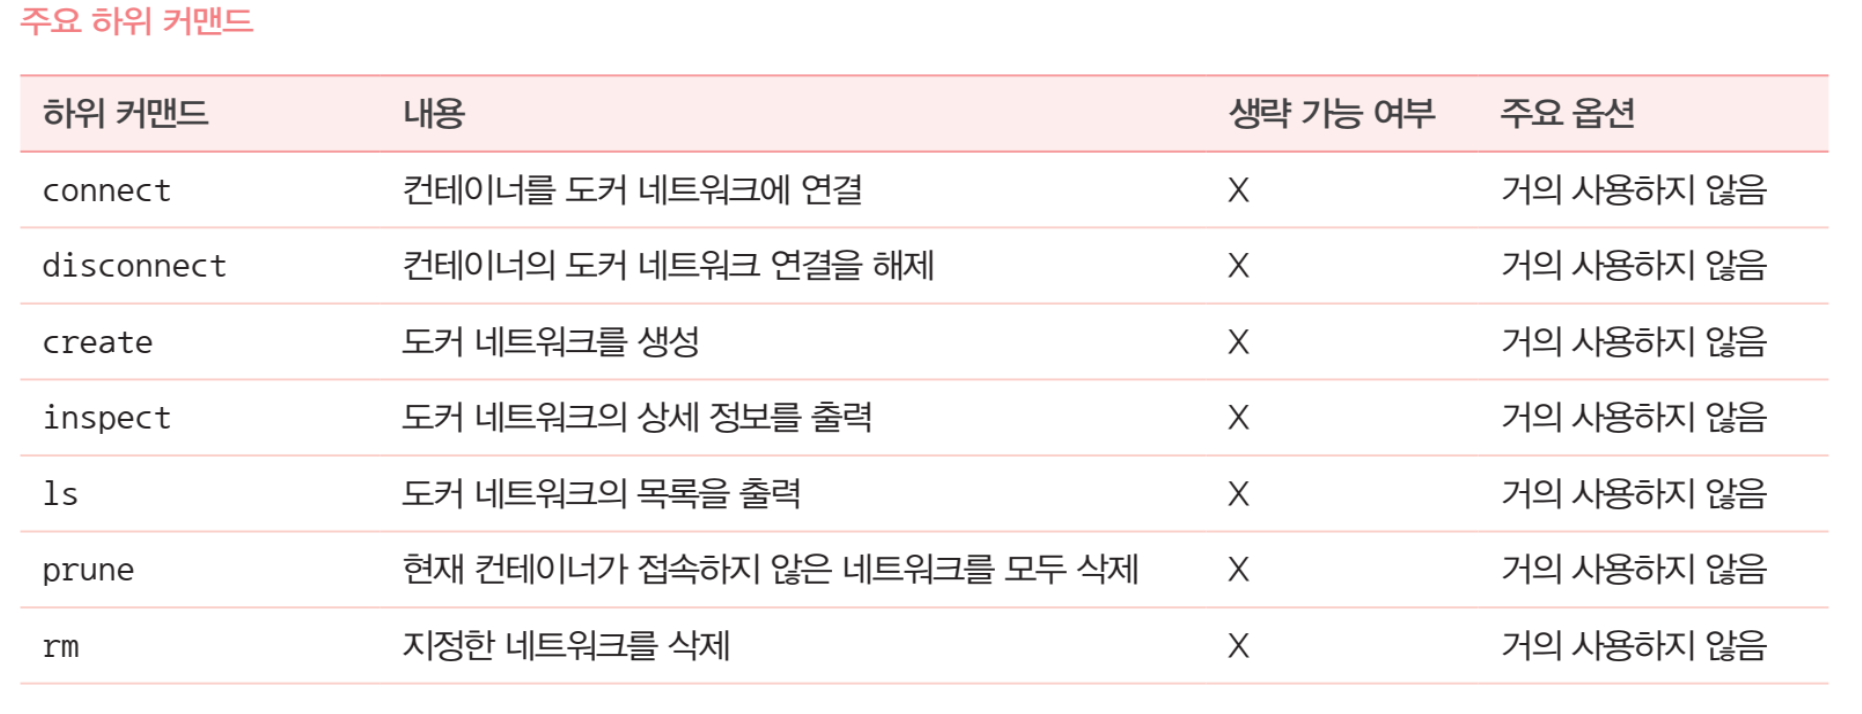 주요 하위 커맨드
하위 커맨드 내용 생략 가능 여부 주요 옵션
connect 컨테이너를 도커 네트워크에 연결 X 거의 사용하지 않음
disconnect 컨테이너의 도커 네트워크 연결을 해제 X 거의 사용하지 않음
create 도커 네트워크를 생성 X 거의 사용하지 않음
inspect 도커 네트워크의 상세 정보를 출력 X 거의 사용하지 않음
ls 도커 네트워크의 목록을 출력 X 거의 사용하지 않음
prune 현재 컨테이너가 접속하지 않은 네트워크를 모두 삭제 X 거의 사용하지 않음
rm 지정한 네트워크를 삭제 X 거의 사용하지 않음